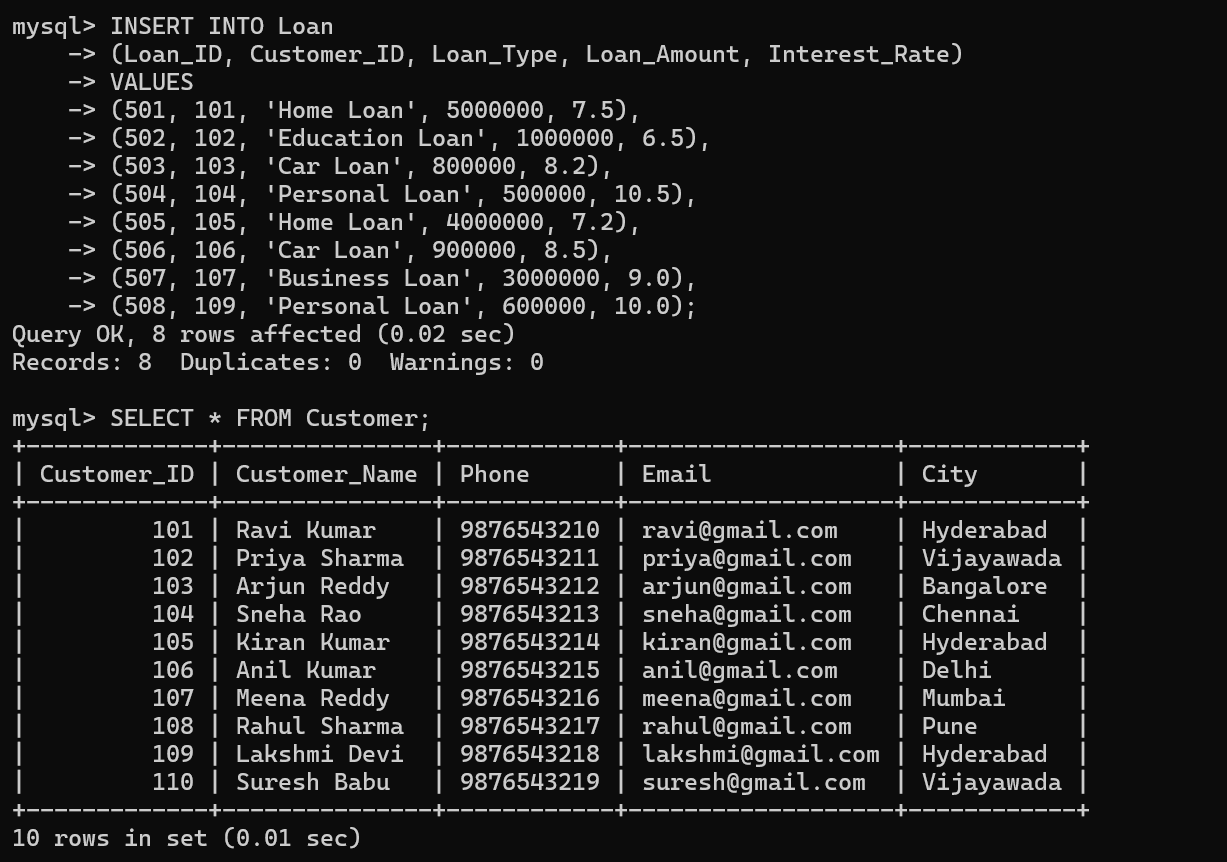 mysql> INSERT INTO Loan
    -> (Loan_ID, Customer_ID, Loan_Type, Loan_Amount, Interest_Rate)
    -> VALUES
    -> (501, 101, 'Home Loan', 5000000, 7.5),
    -> (502, 102, 'Education Loan', 1000000, 6.5),
    -> (503, 103, 'Car Loan', 800000, 8.2),
    -> (504, 104, 'Personal Loan', 500000, 10.5),
    -> (505, 105, 'Home Loan', 4000000, 7.2),
    -> (506, 106, 'Car Loan', 900000, 8.5),
    -> (507, 107, 'Business Loan', 3000000, 9.0),
    -> (508, 109, 'Personal Loan', 600000, 10.0);
Query OK, 8 rows affected (0.02 sec)
Records: 8  Duplicates: 0  Warnings: 0

mysql> SELECT * FROM Customer;
+-------------+---------------+------------+-------------------+------------+
| Customer_ID | Customer_Name | Phone      | Email             | City       |
+-------------+---------------+------------+-------------------+------------+
|         101 | Ravi Kumar    | 9876543210 | ravi@gmail.com    | Hyderabad  |
|         102 | Priya Sharma  | 9876543211 | priya@gmail.com   | Vijayawada |
|         103 | Arjun Reddy   | 9876543212 | arjun@gmail.com   | Bangalore  |
|         104 | Sneha Rao     | 9876543213 | sneha@gmail.com   | Chennai    |
|         105 | Kiran Kumar   | 9876543214 | kiran@gmail.com   | Hyderabad  |
|         106 | Anil Kumar    | 9876543215 | anil@gmail.com    | Delhi      |
|         107 | Meena Reddy   | 9876543216 | meena@gmail.com   | Mumbai     |
|         108 | Rahul Sharma  | 9876543217 | rahul@gmail.com   | Pune       |
|         109 | Lakshmi Devi  | 9876543218 | lakshmi@gmail.com | Hyderabad  |
|         110 | Suresh Babu   | 9876543219 | suresh@gmail.com  | Vijayawada |
+-------------+---------------+------------+-------------------+------------+
10 rows in set (0.01 sec)